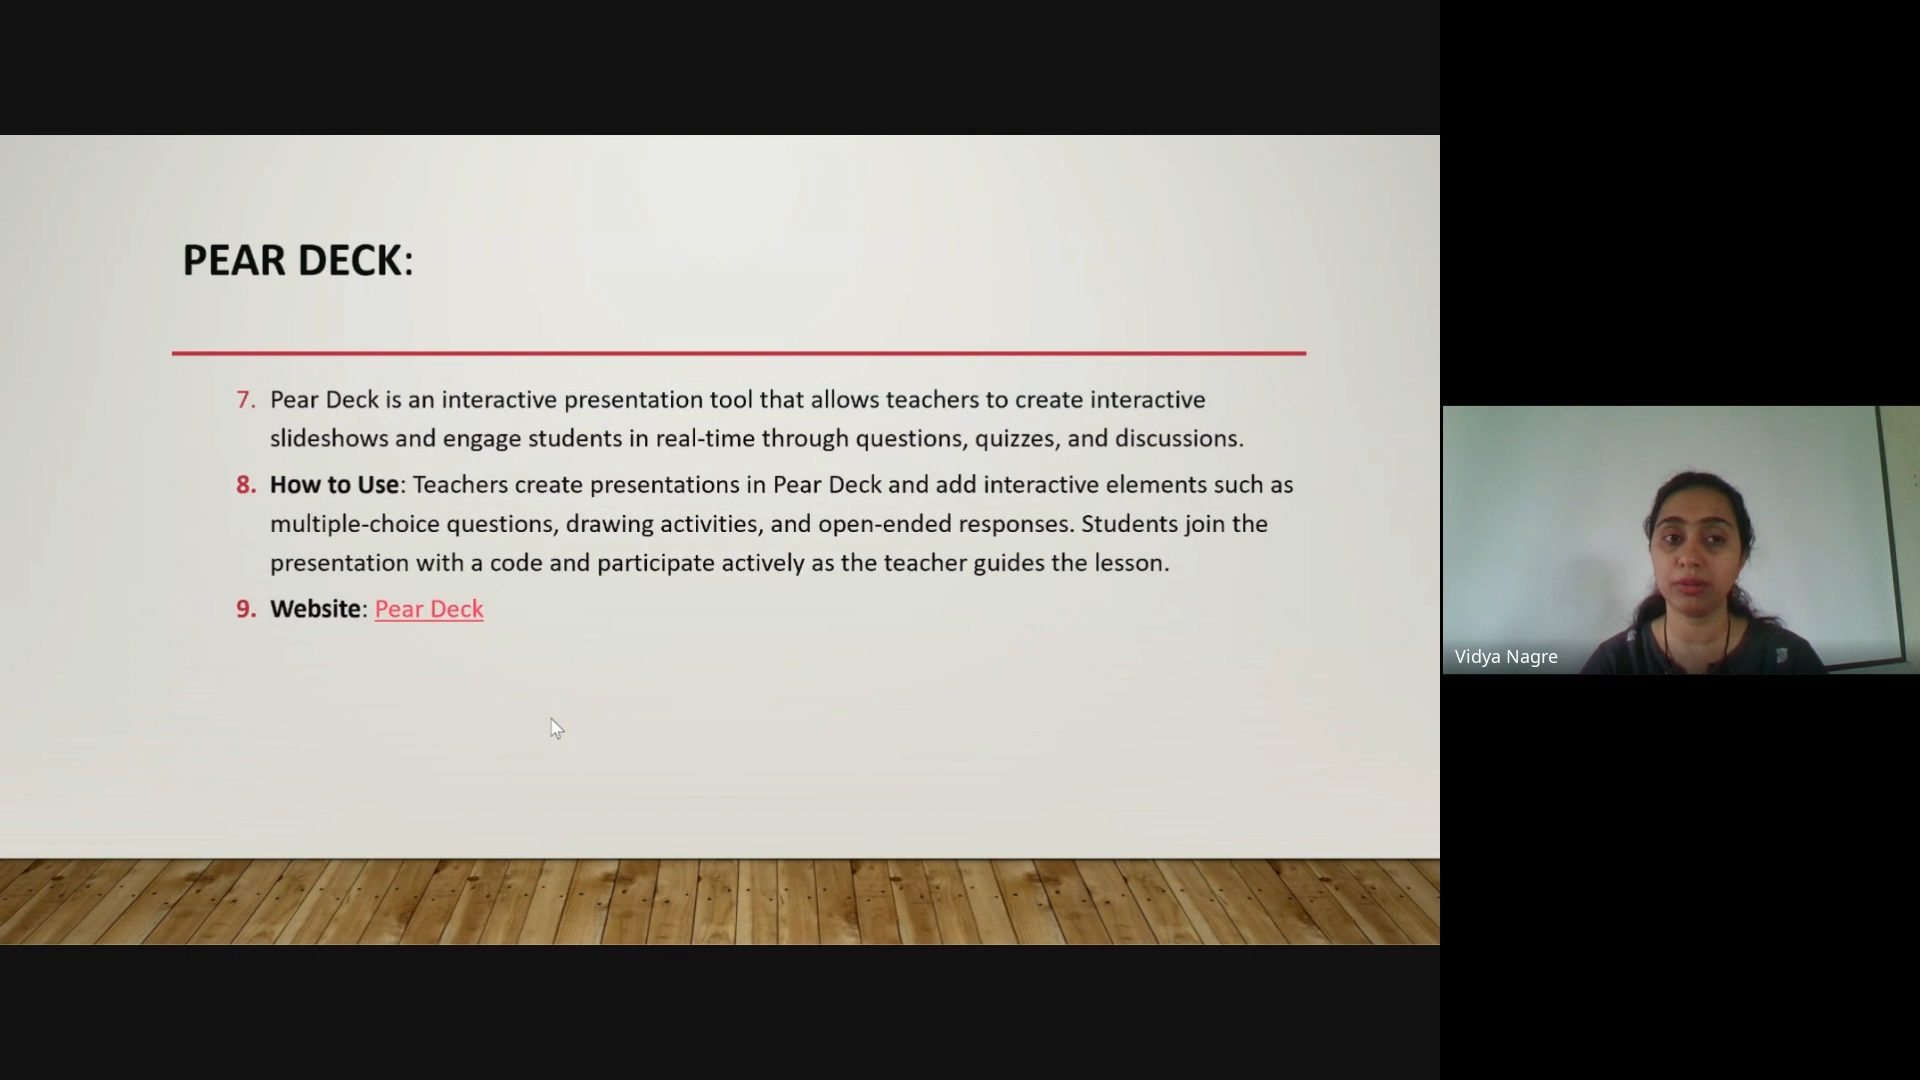 PEAR DECK:
7. Pear Deck is an interactive presentation tool that allows teachers to create interactive
slideshows and engage students in real-time through questions, quizzes, and discussions.
8. How to Use: Teachers create presentations in Pear Deck and add interactive elements such as
multiple-choice questions, drawing activities, and open-ended responses. Students join the
presentation with a code and participate actively as the teacher guides the lesson.
9. Website: Pear Deck
Vidya Nagre